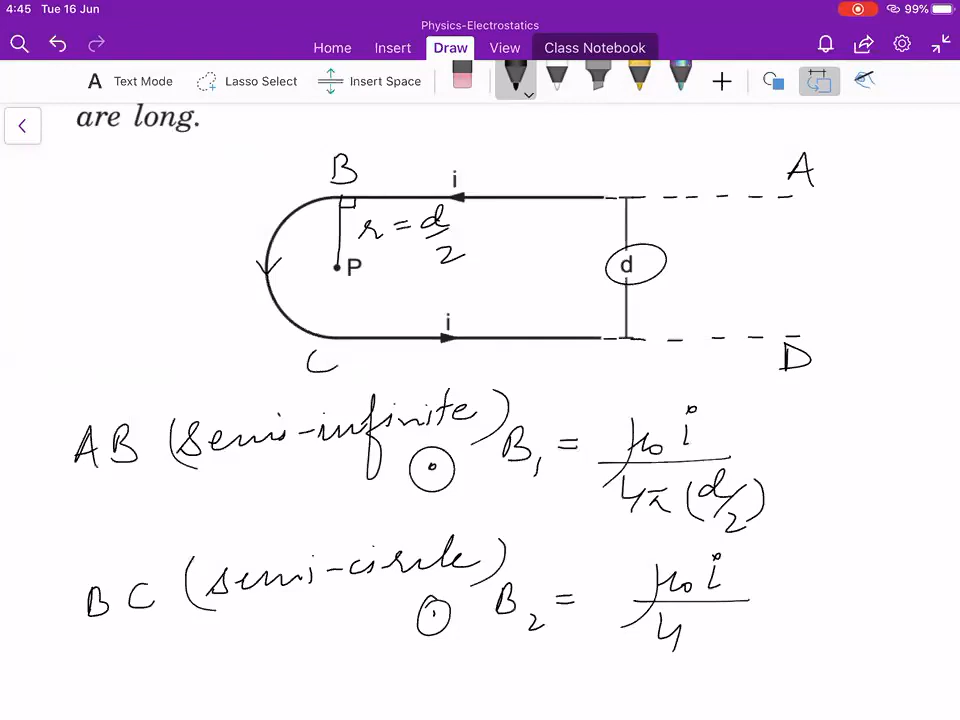 4:45 Tue 16 Jun 99%
Physics-Electrostatics
Home Insert Draw View Class Notebook
A Text Mode Lasso Select Insert Space
are long.
B i A
r = d/2
P d
i
C D
AB (semi-infinite) B₁ = μ₀ i / 4π (d/2)
BC (semi-circle) B₂ = μ₀ i / 4